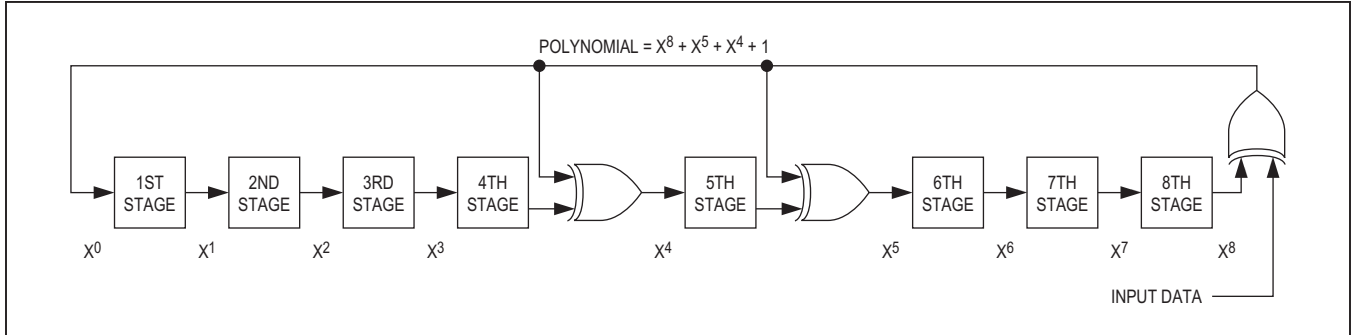 POLYNOMIAL = X⁸ + X⁵ + X⁴ + 1
1ST
STAGE
2ND
STAGE
3RD
STAGE
4TH
STAGE
5TH
STAGE
6TH
STAGE
7TH
STAGE
8TH
STAGE
X⁰
X¹
X²
X³
X⁴
X⁵
X⁶
X⁷
X⁸
INPUT DATA